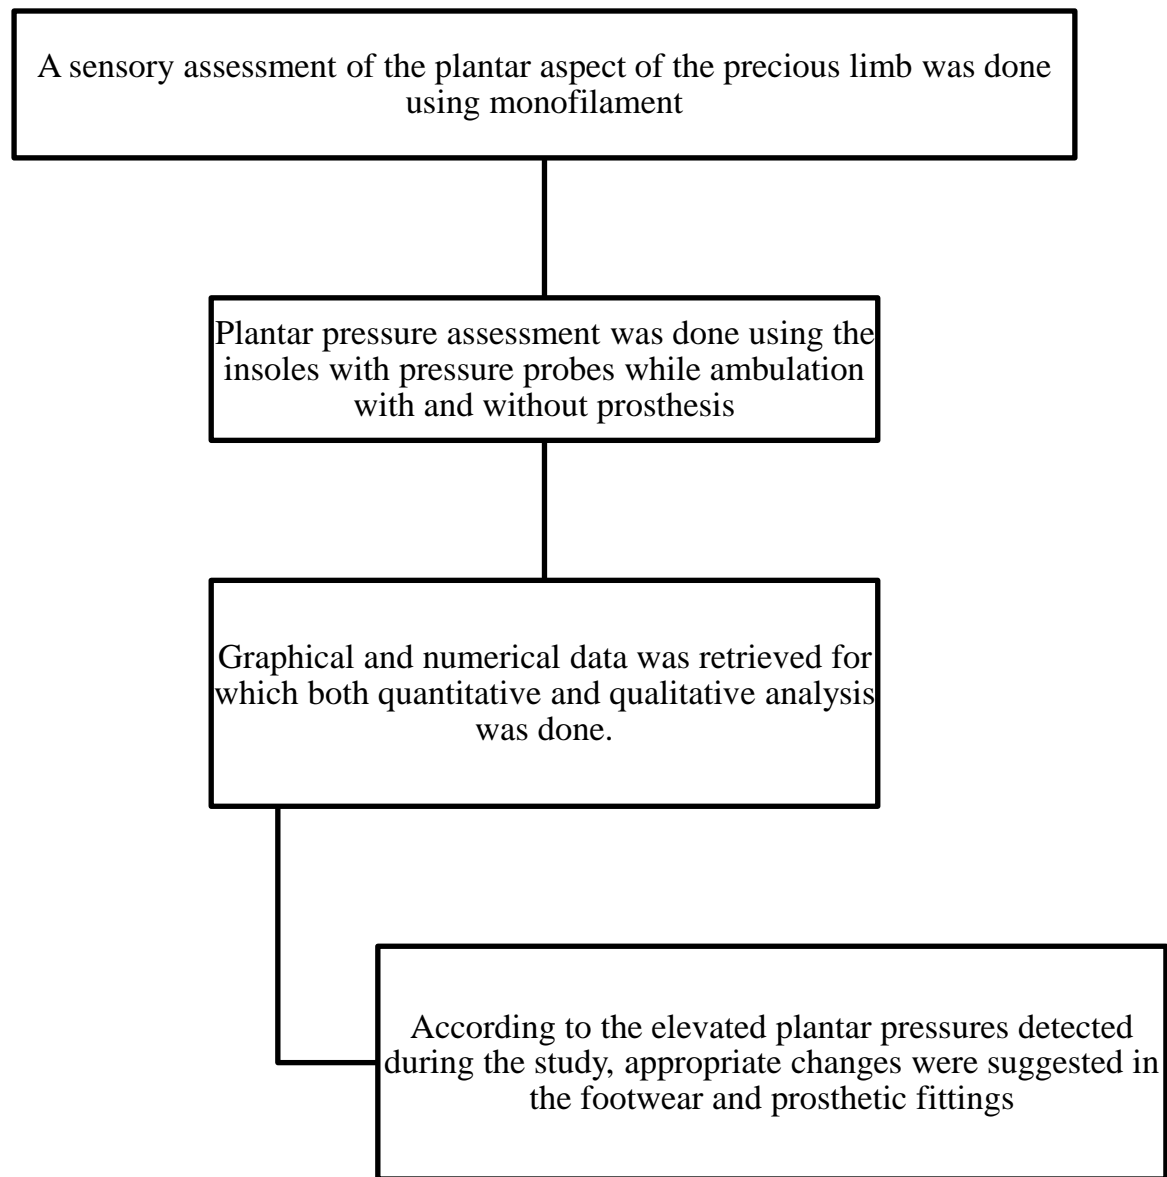 A sensory assessment of the plantar aspect of the precious limb was done
using monofilament
Plantar pressure assessment was done using the
insoles with pressure probes while ambulation
with and without prosthesis
Graphical and numerical data was retrieved for
which both quantitative and qualitative analysis
was done.
According to the elevated plantar pressures detected
during the study, appropriate changes were suggested in
the footwear and prosthetic fittings